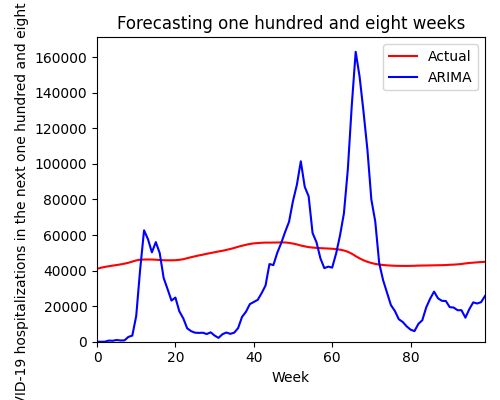 Forecasting one hundred and eight weeks
VID-19 hospitalizations in the next one hundred and eight
160000
140000
120000
100000
80000
60000
40000
20000
0
Actual
ARIMA
0 20 40 60 80
Week